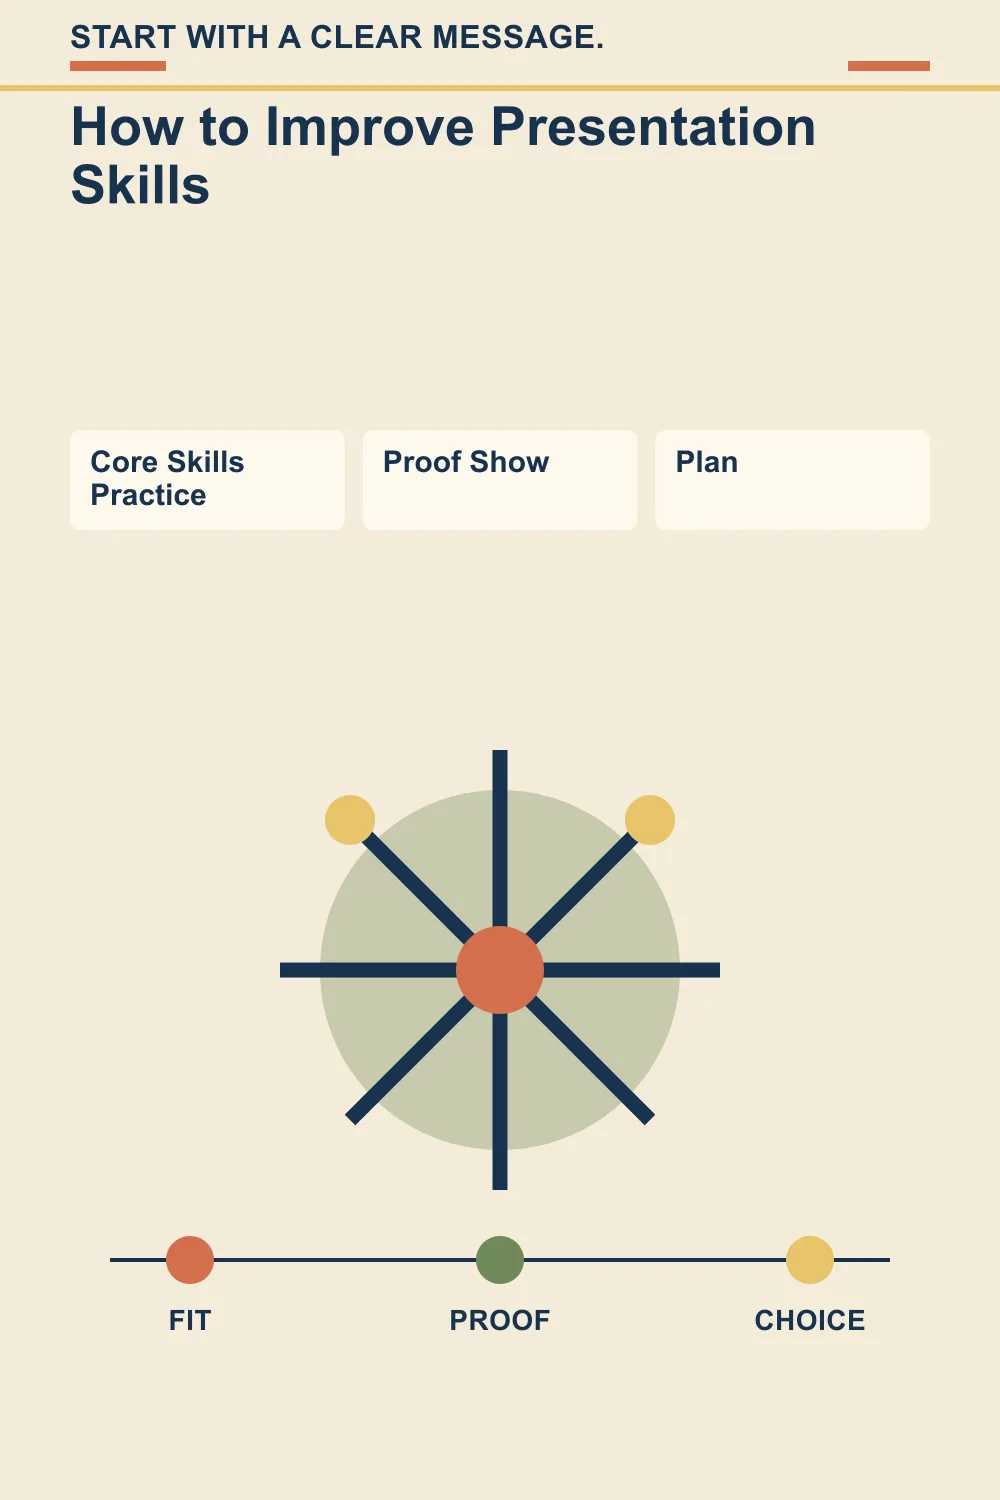 START WITH A CLEAR MESSAGE.
How to Improve Presentation
Skills
Core Skills
Practice
Proof Show
Plan
FIT
PROOF
CHOICE